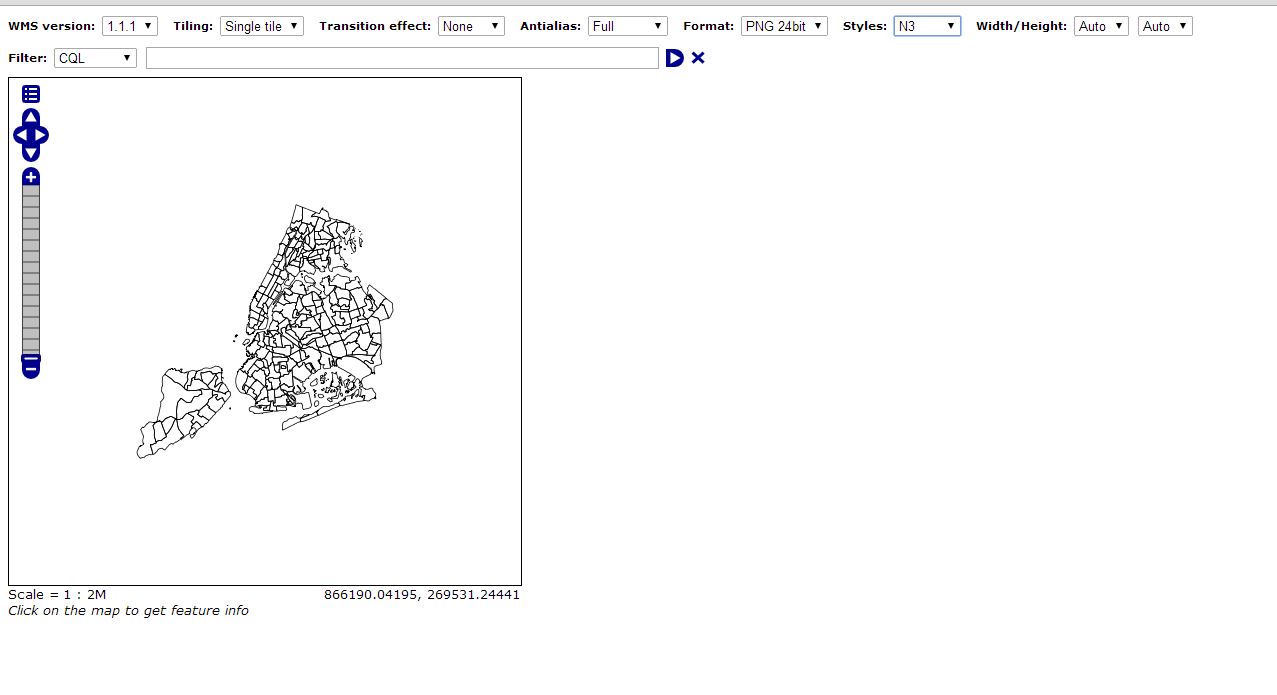 WMS version: 1.1.1 Tiling: Single tile Transition effect: None Antialias: Full Format: PNG 24bit Styles: N3 Width/Height: Auto Auto
Filter: CQL
Scale = 1 : 2M 866190.04195, 269531.24441
Click on the map to get feature info